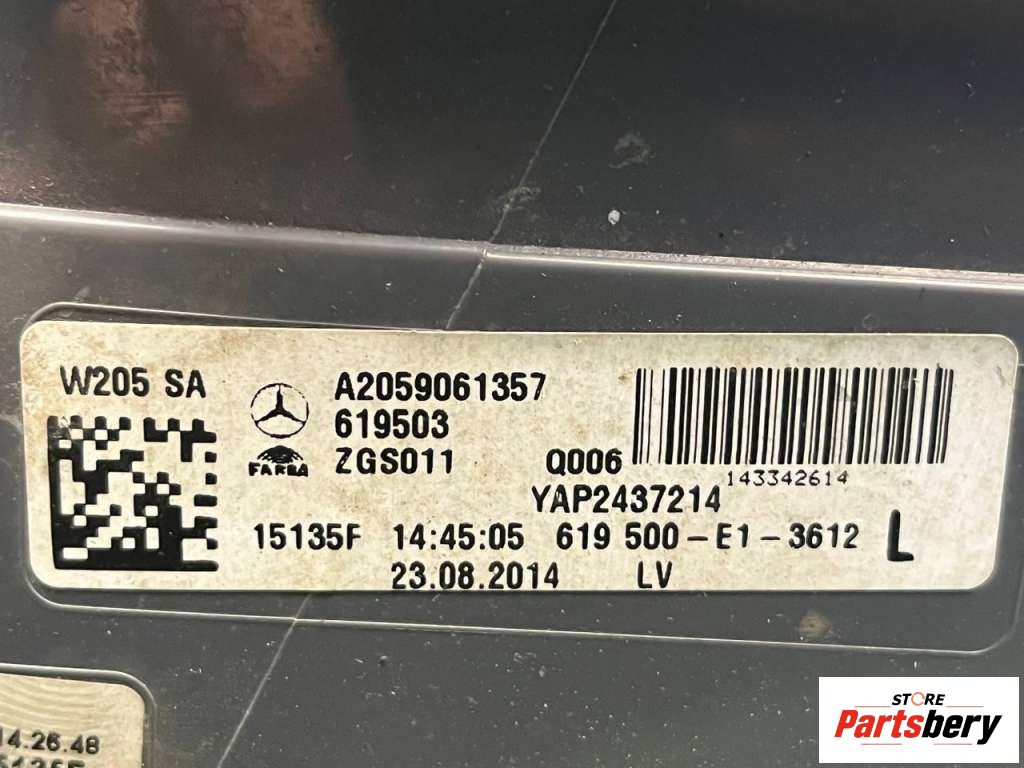 W205 SA
A2059061357
619503
FARBA
ZGS011
Q006
143342614
YAP2437214
15135F 14:45:05 619 500-E1-3612 L
23.08.2014 LV
14.26.48
STORE
Partsbery